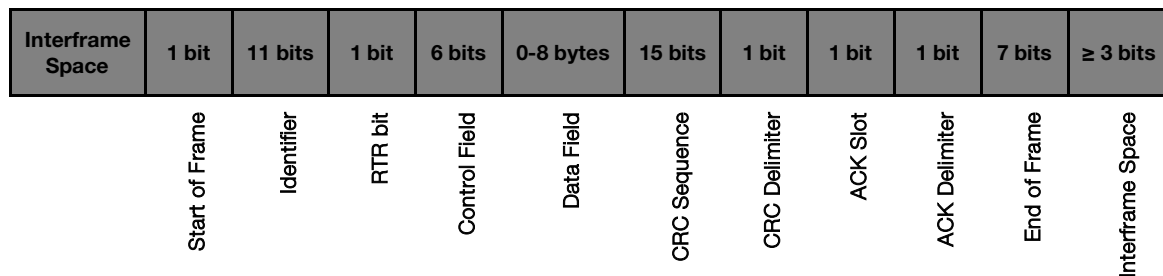 Interframe
Space
1 bit
11 bits
1 bit
6 bits
0-8 bytes
15 bits
1 bit
1 bit
1 bit
7 bits
≥ 3 bits
Start of Frame
Identifier
RTR bit
Control Field
Data Field
CRC Sequence
CRC Delimiter
ACK Slot
ACK Delimiter
End of Frame
Interframe Space